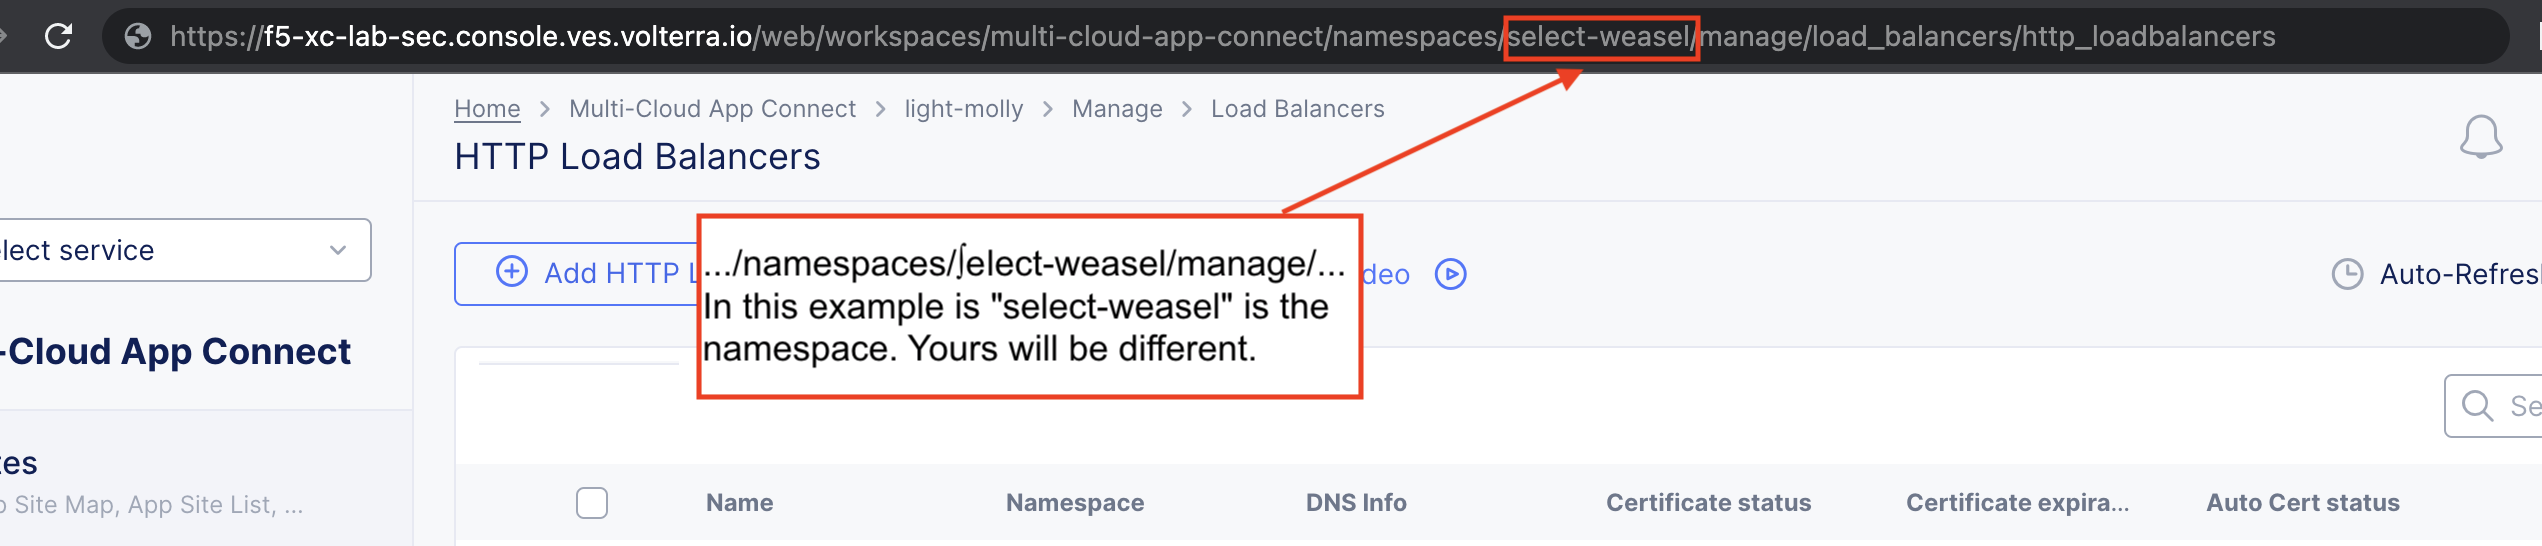 https://f5-xc-lab-sec.console.ves.volterra.io/web/workspaces/multi-cloud-app-connect/namespaces/select-weasel/manage/load_balancers/http_loadbalancers
Home > Multi-Cloud App Connect > light-molly > Manage > Load Balancers
HTTP Load Balancers
lect service
Add HTTP L
deo
Auto-Refres
.../namespaces/select-weasel/manage/...
In this example is "select-weasel" is the
namespace. Yours will be different.
-Cloud App Connect
Se
tes
Site Map, App Site List, ...
Name Namespace DNS Info Certificate status Certificate expira... Auto Cert status